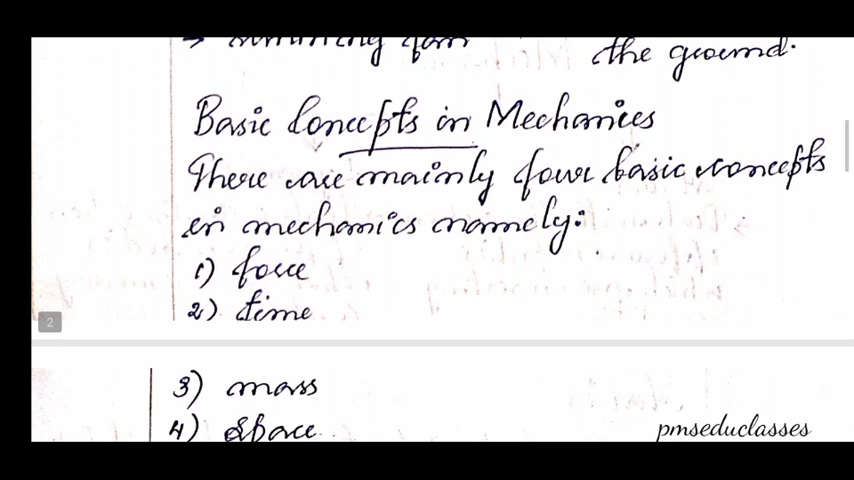 the ground.
Basic Concepts in Mechanics
There are mainly four basic concepts
in mechanics namely:
1) force
2) time
2
3) mass
4) Space
pmseduclasses